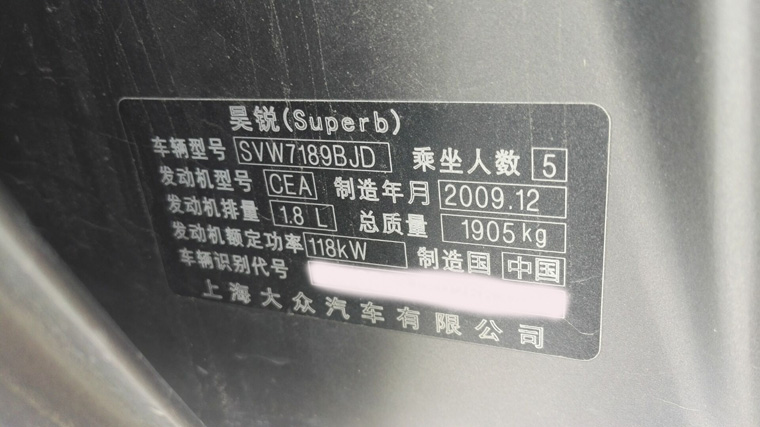 昊锐(Superb)
车辆型号 SVW7189BJD 乘坐人数 5
发动机型号 CEA 制造年月 2009.12
发动机排量 1.8 L 总质量 1905kg
发动机额定功率 118kW 制造国 中国
车辆识别代号
上海大众汽车有限公司